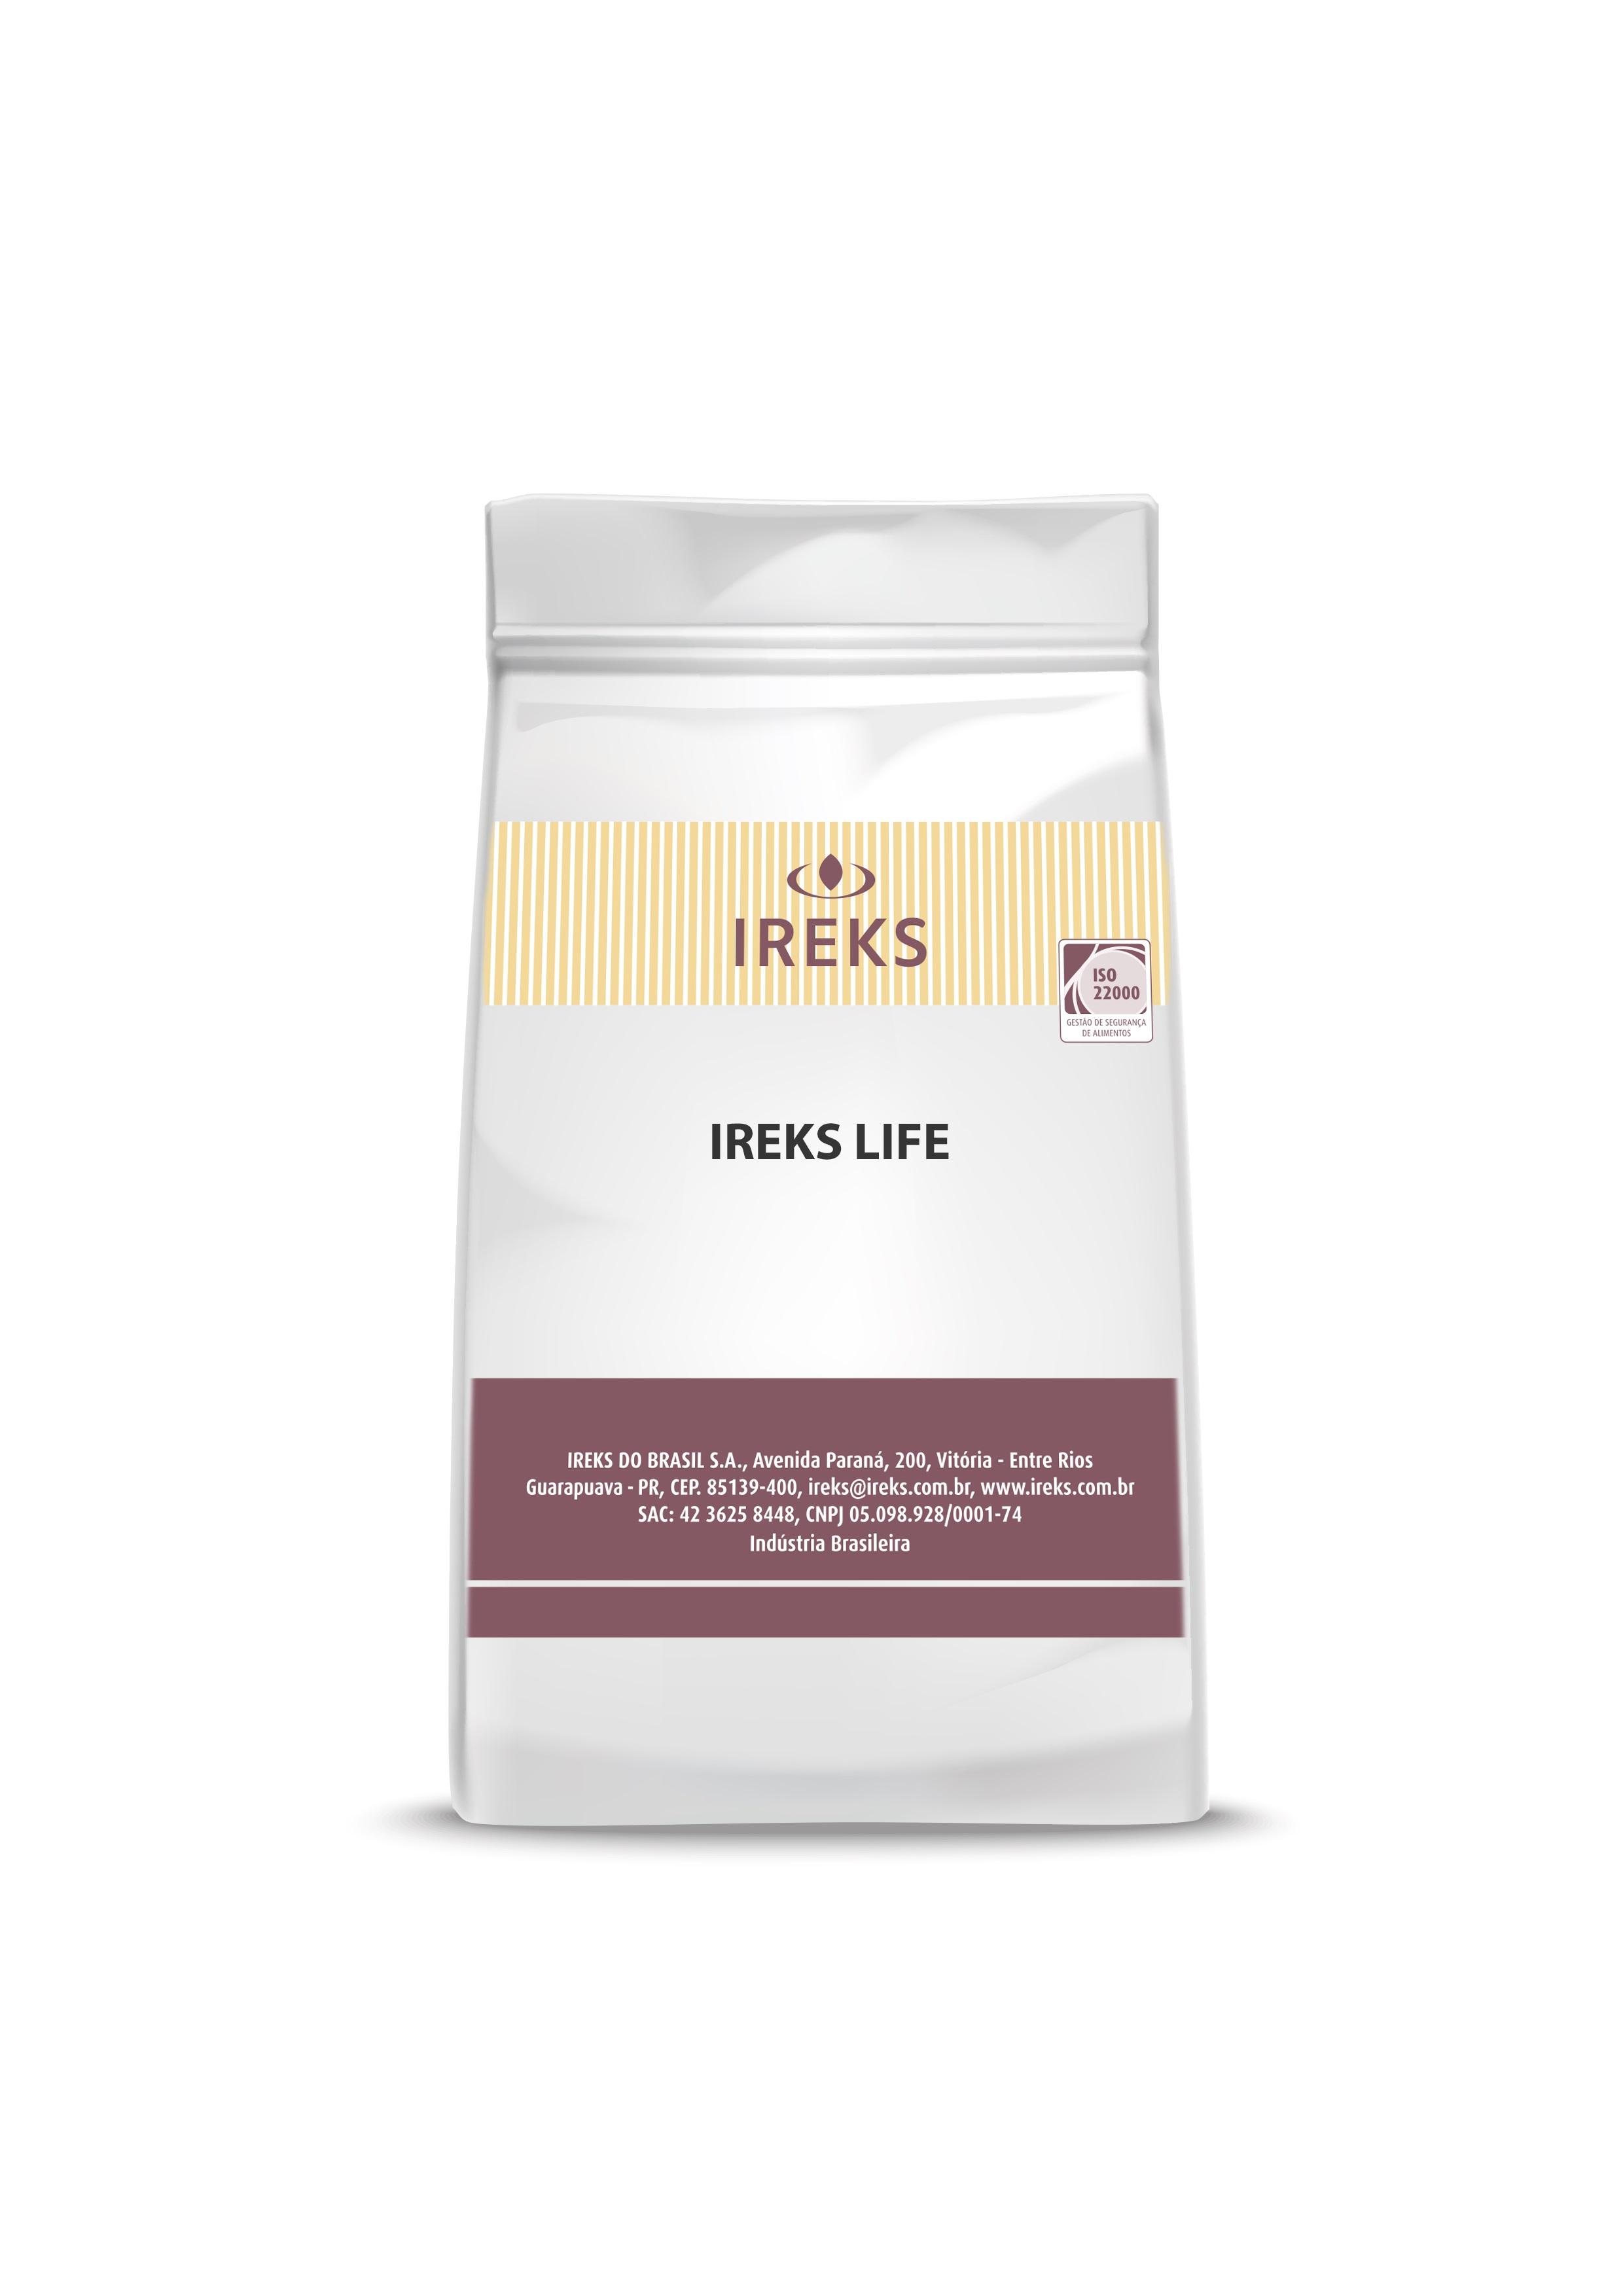 IREKS
ISO
22000
GESTÃO DE SEGURANÇA
DE ALIMENTOS
IREKS LIFE
IREKS DO BRASIL S.A., Avenida Paraná, 200, Vitória - Entre Rios
Guarapuava - PR, CEP. 85139-400, ireks@ireks.com.br, www.ireks.com.br
SAC: 42 3625 8448, CNPJ 05.098.928/0001-74
Indústria Brasileira